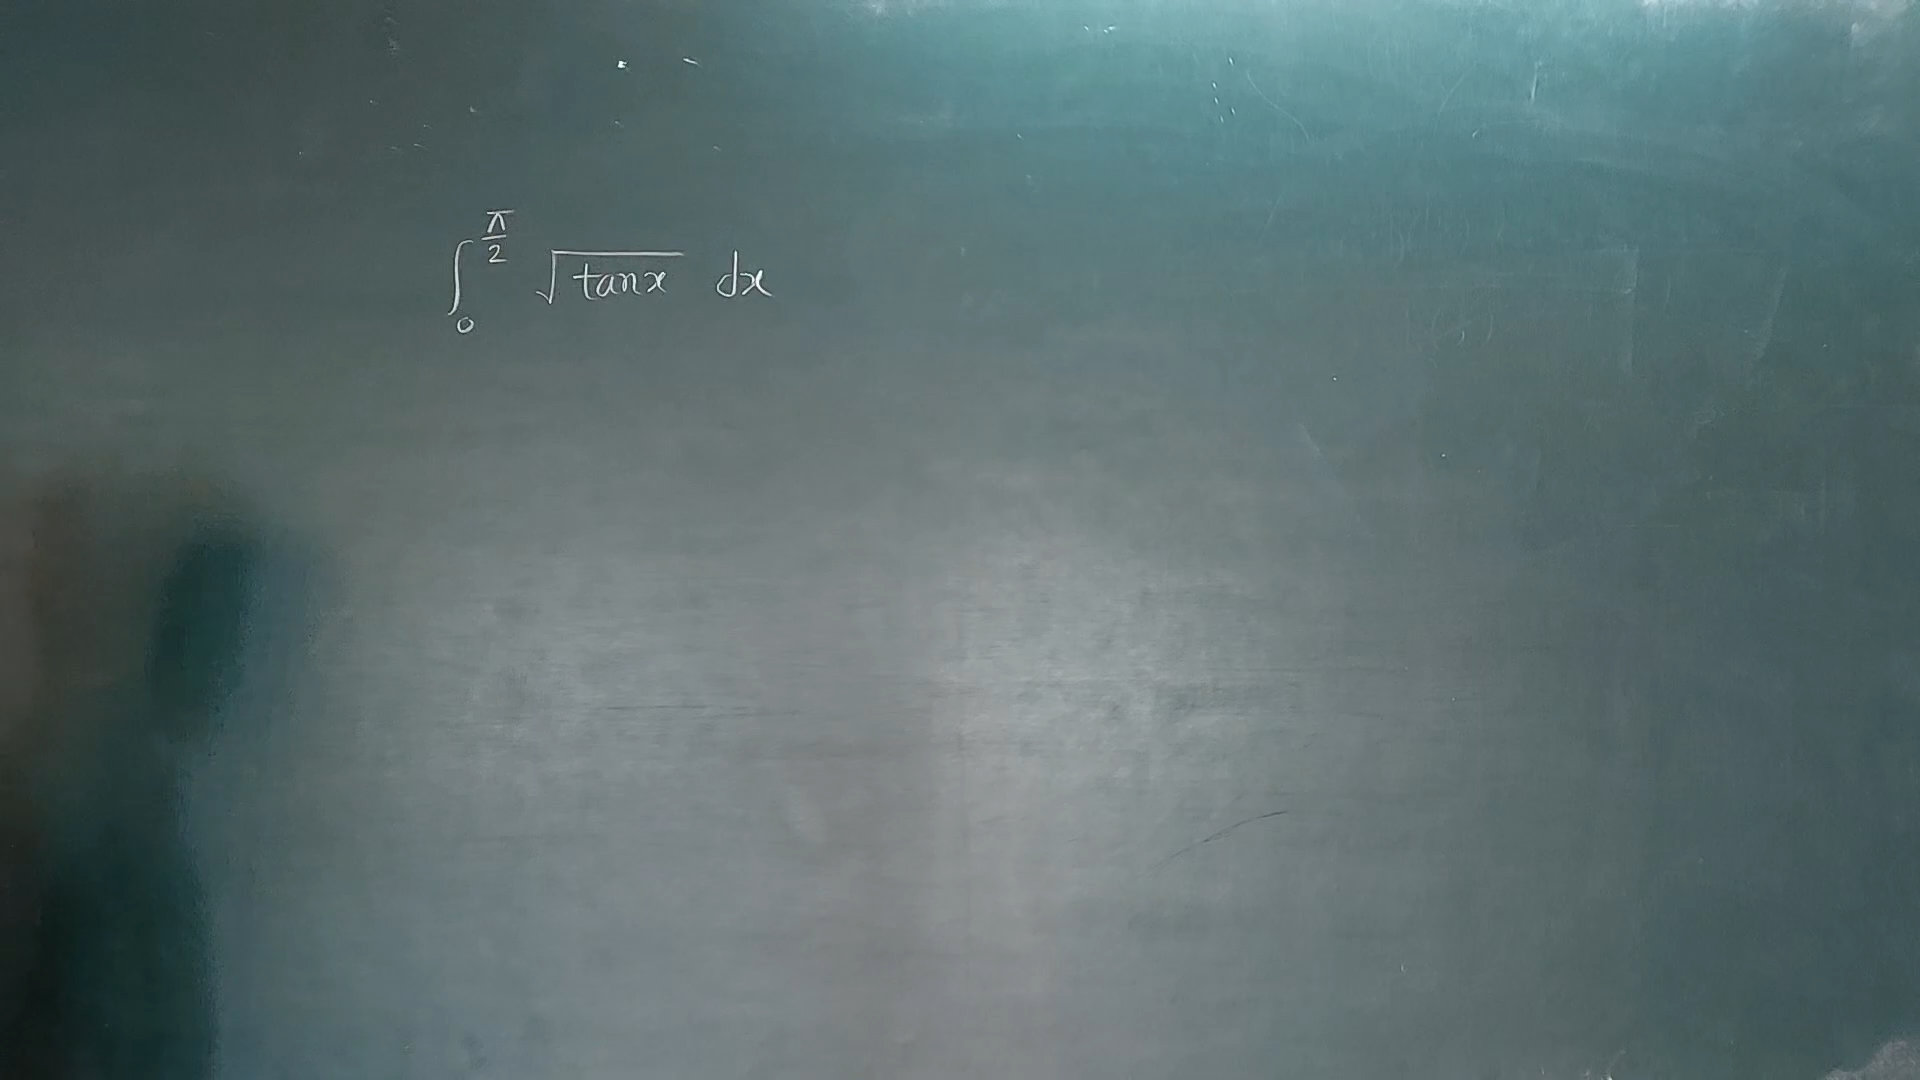 ∫₀^{π/2} √(tanx) dx